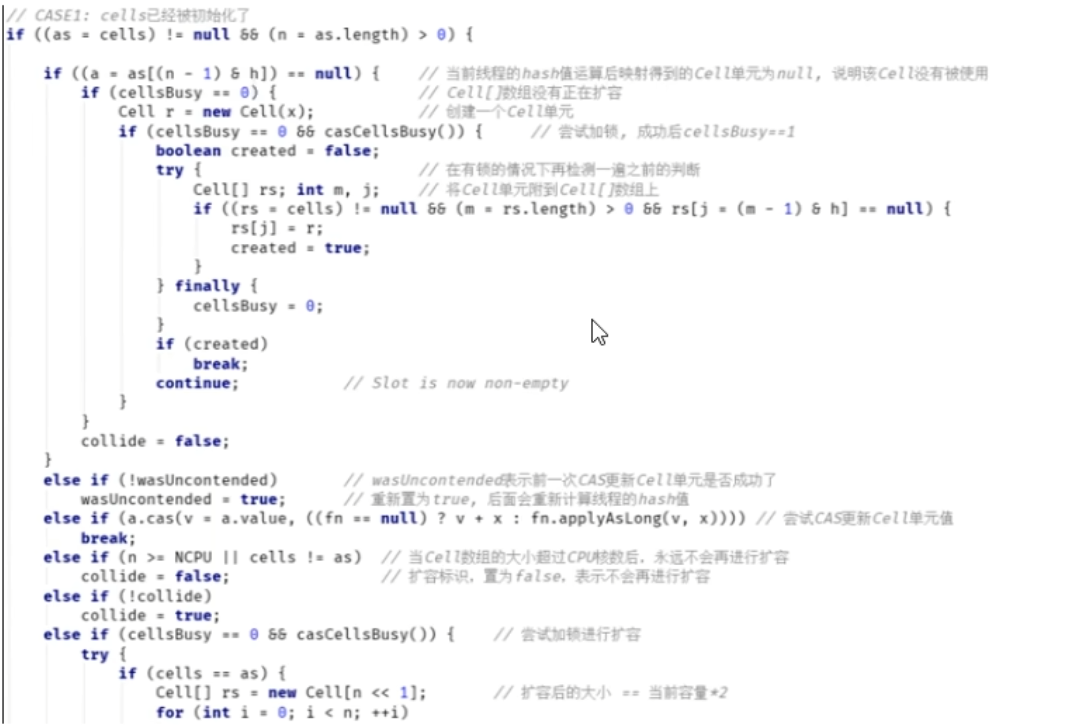 // CASE1: cells已经被初始化了
if ((as = cells) != null && (n = as.length) > 0) {
if ((a = as[(n - 1) & h]) == null) { // 当前线程的hash值运算后映射得到的Cell单元为null, 说明该Cell没有被使用
if (cellsBusy == 0) { // Cell[]数组没有正在扩容
Cell r = new Cell(x); // 创建一个Cell单元
if (cellsBusy == 0 && casCellsBusy()) { // 尝试加锁, 成功后cellsBusy==1
boolean created = false;
try { // 在有锁的情况下再检测一遍之前的判断
Cell[] rs; int m, j; // 将Cell单元附到Cell[]数组上
if ((rs = cells) != null && (m = rs.length) > 0 && rs[j = (m - 1) & h] == null) {
rs[j] = r;
created = true;
}
} finally {
cellsBusy = 0;
}
if (created)
break;
continue; // Slot is now non-empty
}
}
collide = false;
}
else if (!wasUncontended) // wasUncontended表示前一次CAS更新Cell单元是否成功了
wasUncontended = true; // 重新置为true, 后面会重新计算线程的hash值
else if (a.cas(v = a.value, ((fn == null) ? v + x : fn.applyAsLong(v, x)))) // 尝试CAS更新Cell单元值
break;
else if (n >= NCPU || cells != as) // 当Cell数组的大小超过CPU核数后, 永远不会再进行扩容
collide = false; // 扩容标识, 置为false, 表示不会再进行扩容
else if (!collide)
collide = true;
else if (cellsBusy == 0 && casCellsBusy()) { // 尝试加锁进行扩容
try {
if (cells == as) {
Cell[] rs = new Cell[n << 1]; // 扩容后的大小 == 当前容量*2
for (int i = 0; i < n; ++i)